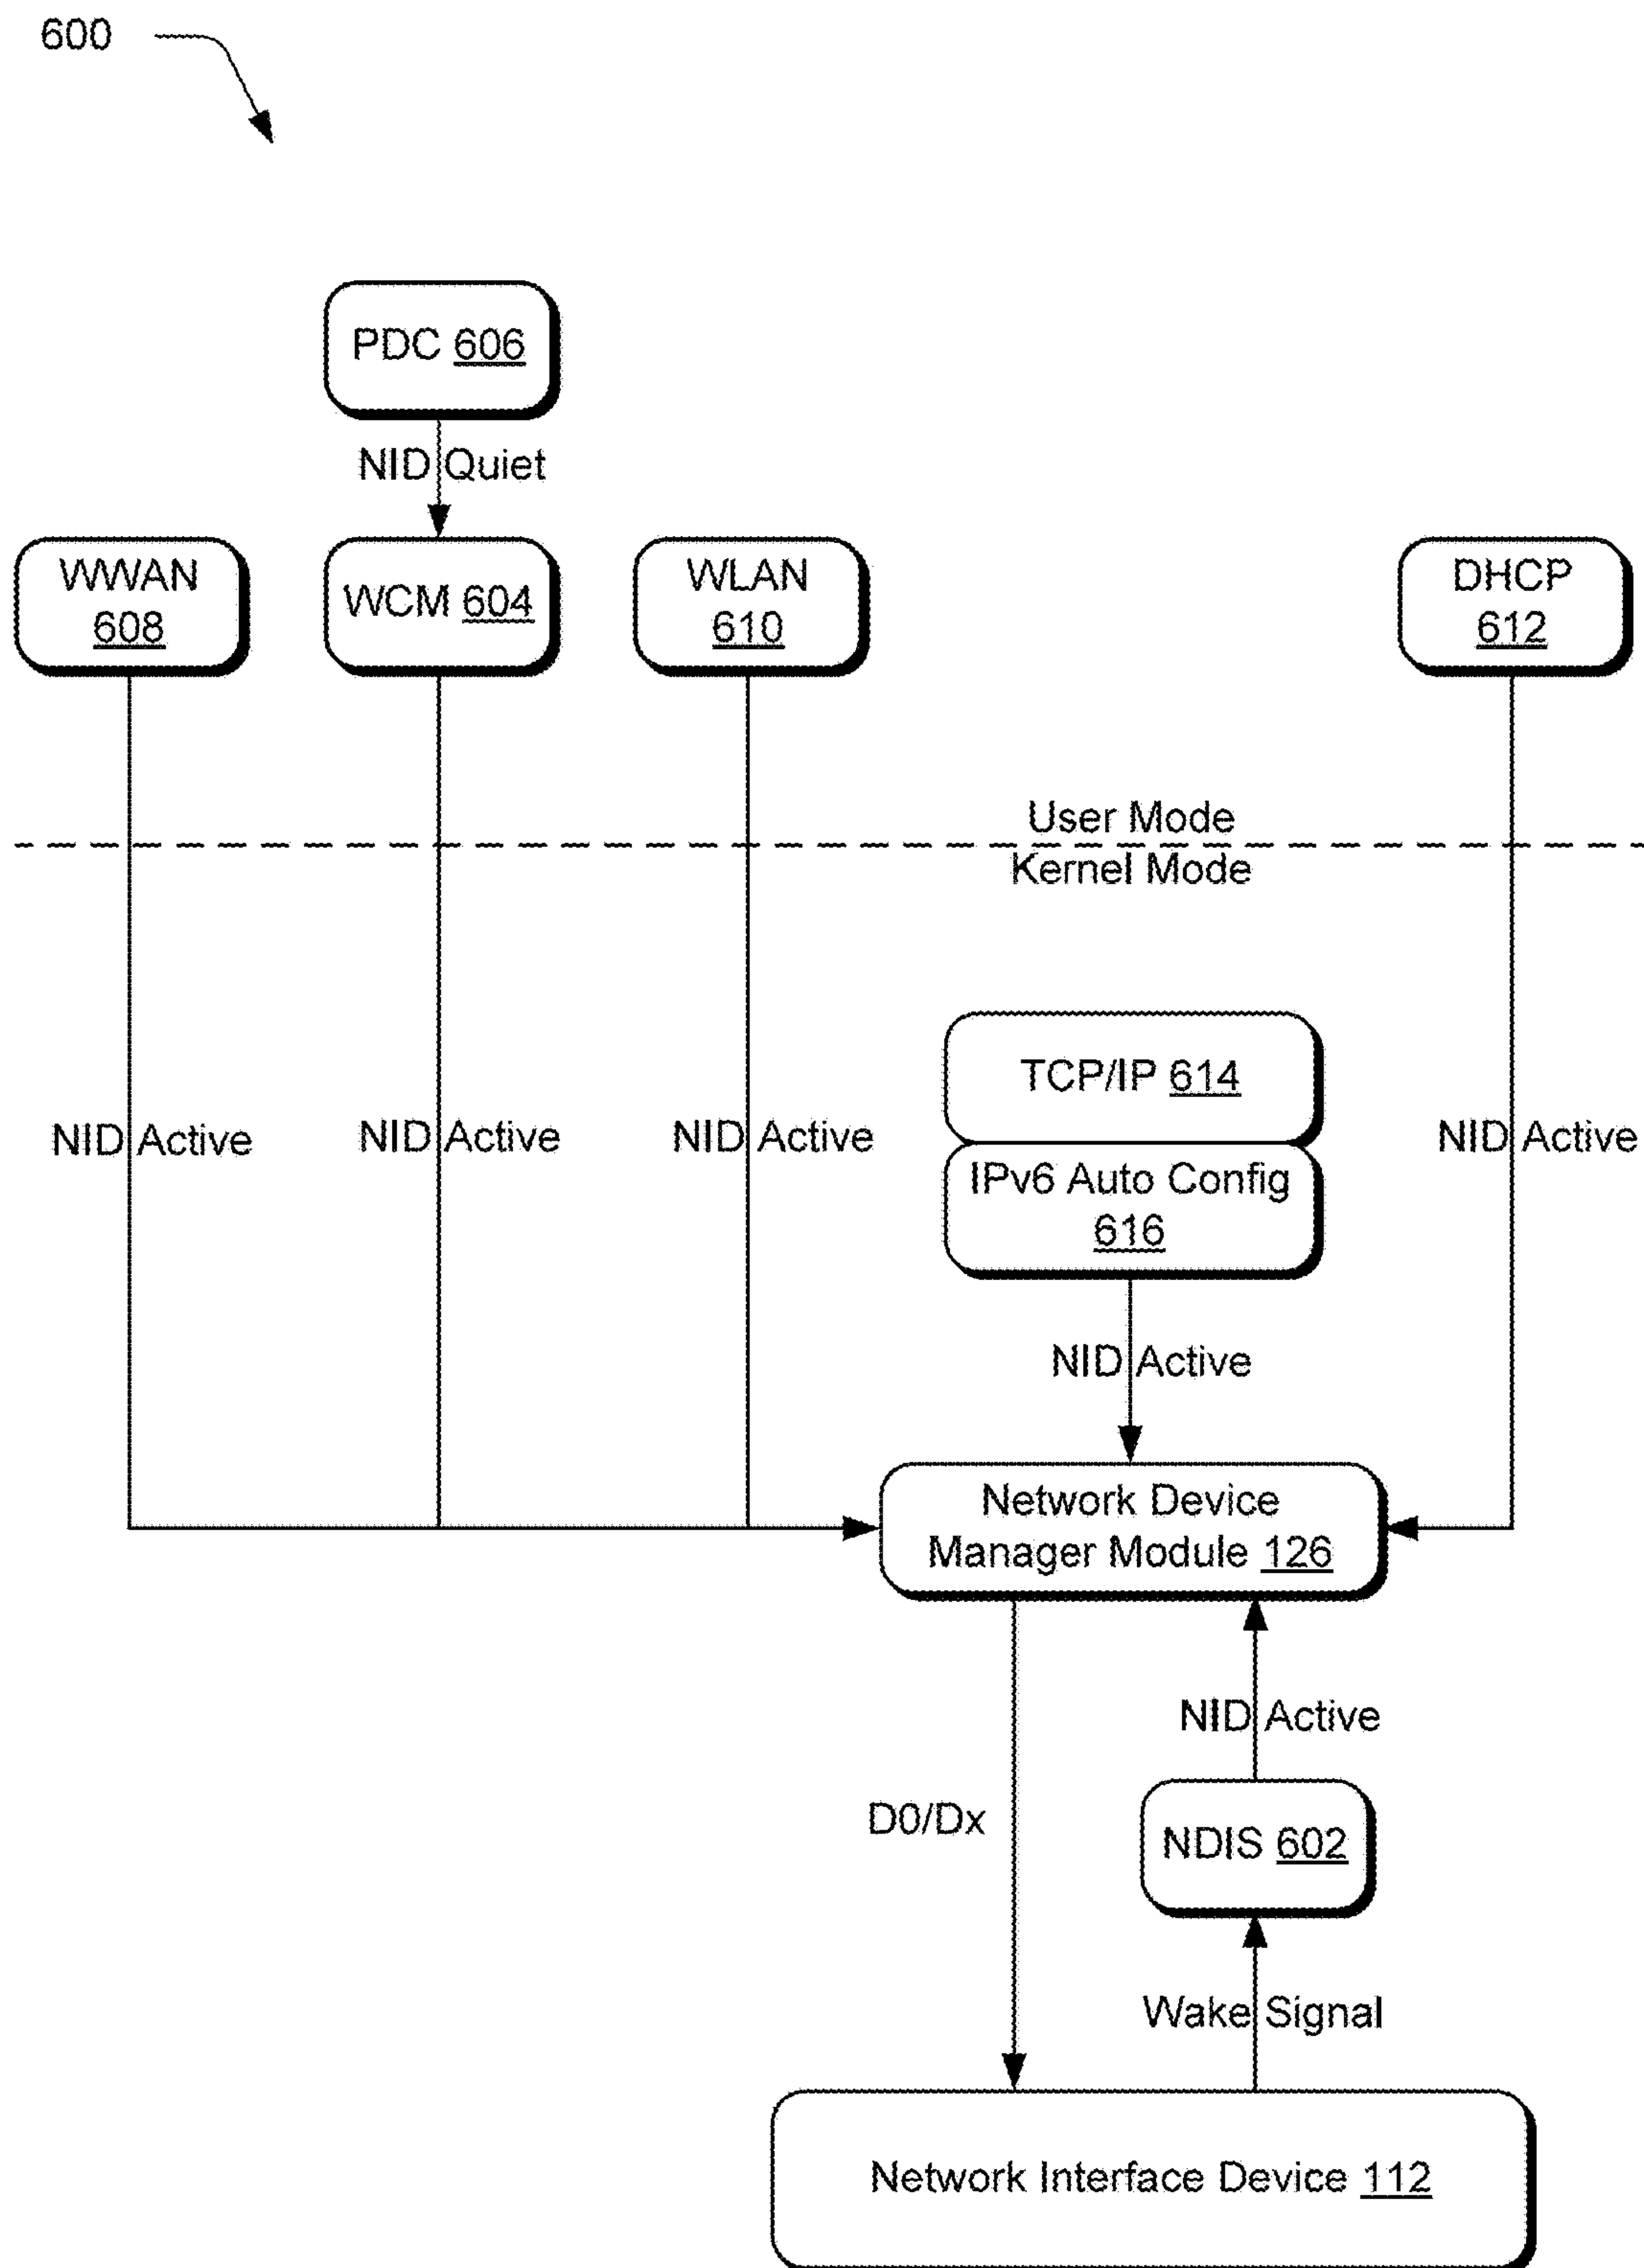 600
PDC 606
NID Quiet
WWAN
608
WCM 604
WLAN
610
DHCP
612
User Mode
Kernel Mode
TCP/IP 614
NID Active
NID Active
NID Active
NID Active
IPv6 Auto Config
616
NID Active
Network Device
Manager Module 126
NID Active
D0/Dx
NDIS 602
Wake Signal
Network Interface Device 112